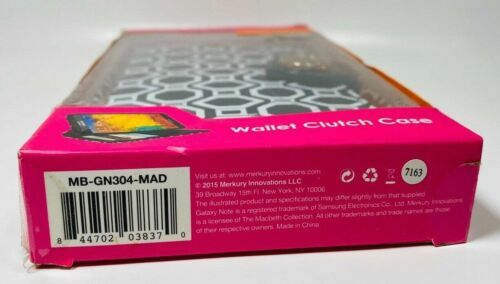 Wallet Clutch Case
MB-GN304-MAD
8 44702 03837 0
Visit us at: www.merkuryinnovations.com
© 2015 Merkury Innovations LLC
39 Broadway 15th Fl. New York, NY 10006
The illustrated product and specifications may differ slightly from that supplied.
Galaxy Note is a registered trademark of Samsung Electronics Co., Ltd. Merkury Innovations
is a licensee of The Macbeth Collection. All other trademarks and trade names are those
of their respective owners. Made in China
7163